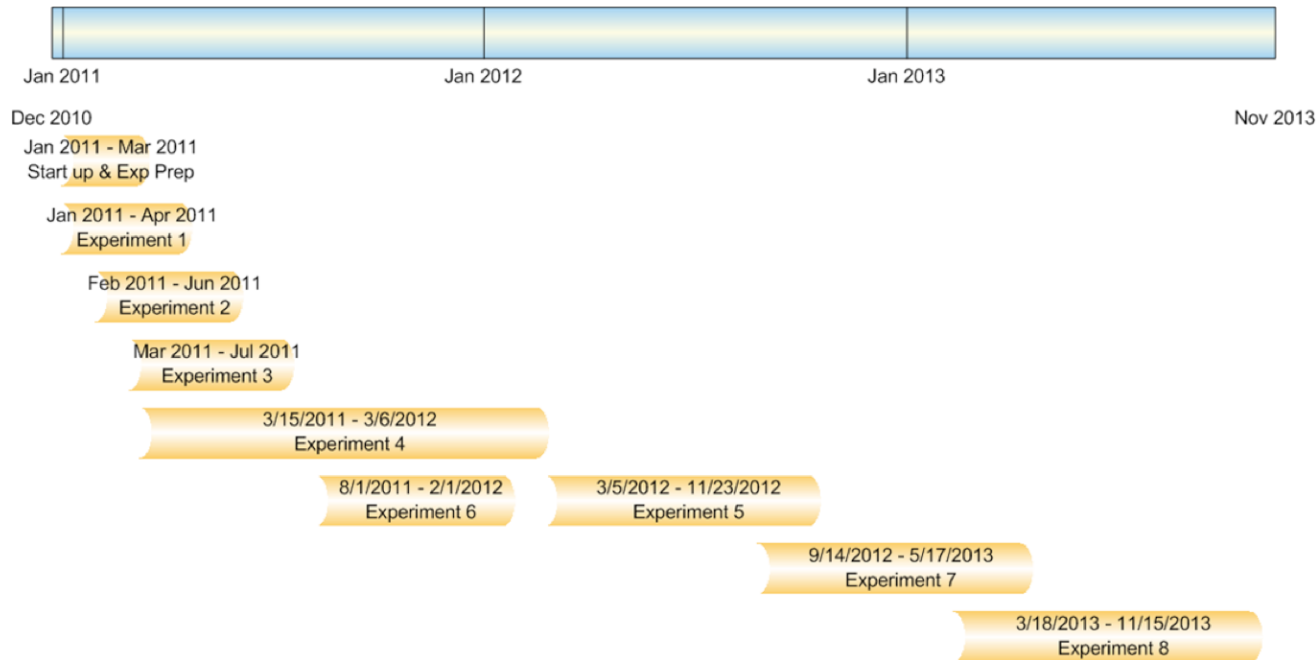 Jan 2011
Jan 2012
Jan 2013
Dec 2010
Nov 2013
Jan 2011 - Mar 2011
Start up & Exp Prep
Jan 2011 - Apr 2011
Experiment 1
Feb 2011 - Jun 2011
Experiment 2
Mar 2011 - Jul 2011
Experiment 3
3/15/2011 - 3/6/2012
Experiment 4
8/1/2011 - 2/1/2012
Experiment 6
3/5/2012 - 11/23/2012
Experiment 5
9/14/2012 - 5/17/2013
Experiment 7
3/18/2013 - 11/15/2013
Experiment 8